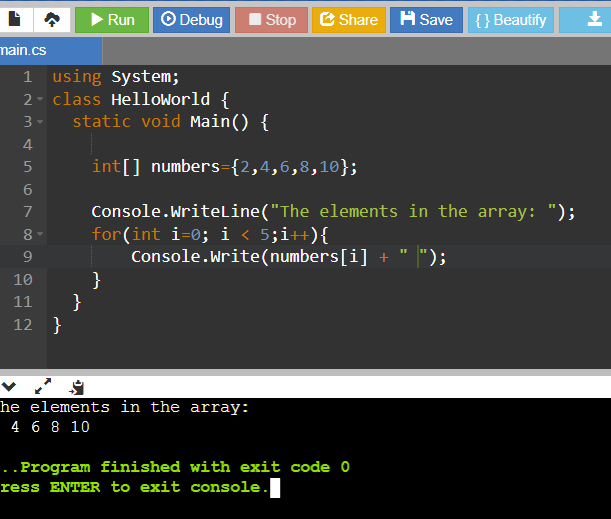 Run Debug Stop Share Save { } Beautify
main.cs
1 using System;
2 class HelloWorld {
3 static void Main() {
4
5 int[] numbers={2,4,6,8,10};
6
7 Console.WriteLine("The elements in the array: ");
8 for(int i=0; i < 5;i++){
9 Console.Write(numbers[i] + " ");
10 }
11 }
12 }
he elements in the array:
4 6 8 10
..Program finished with exit code 0
ress ENTER to exit console.